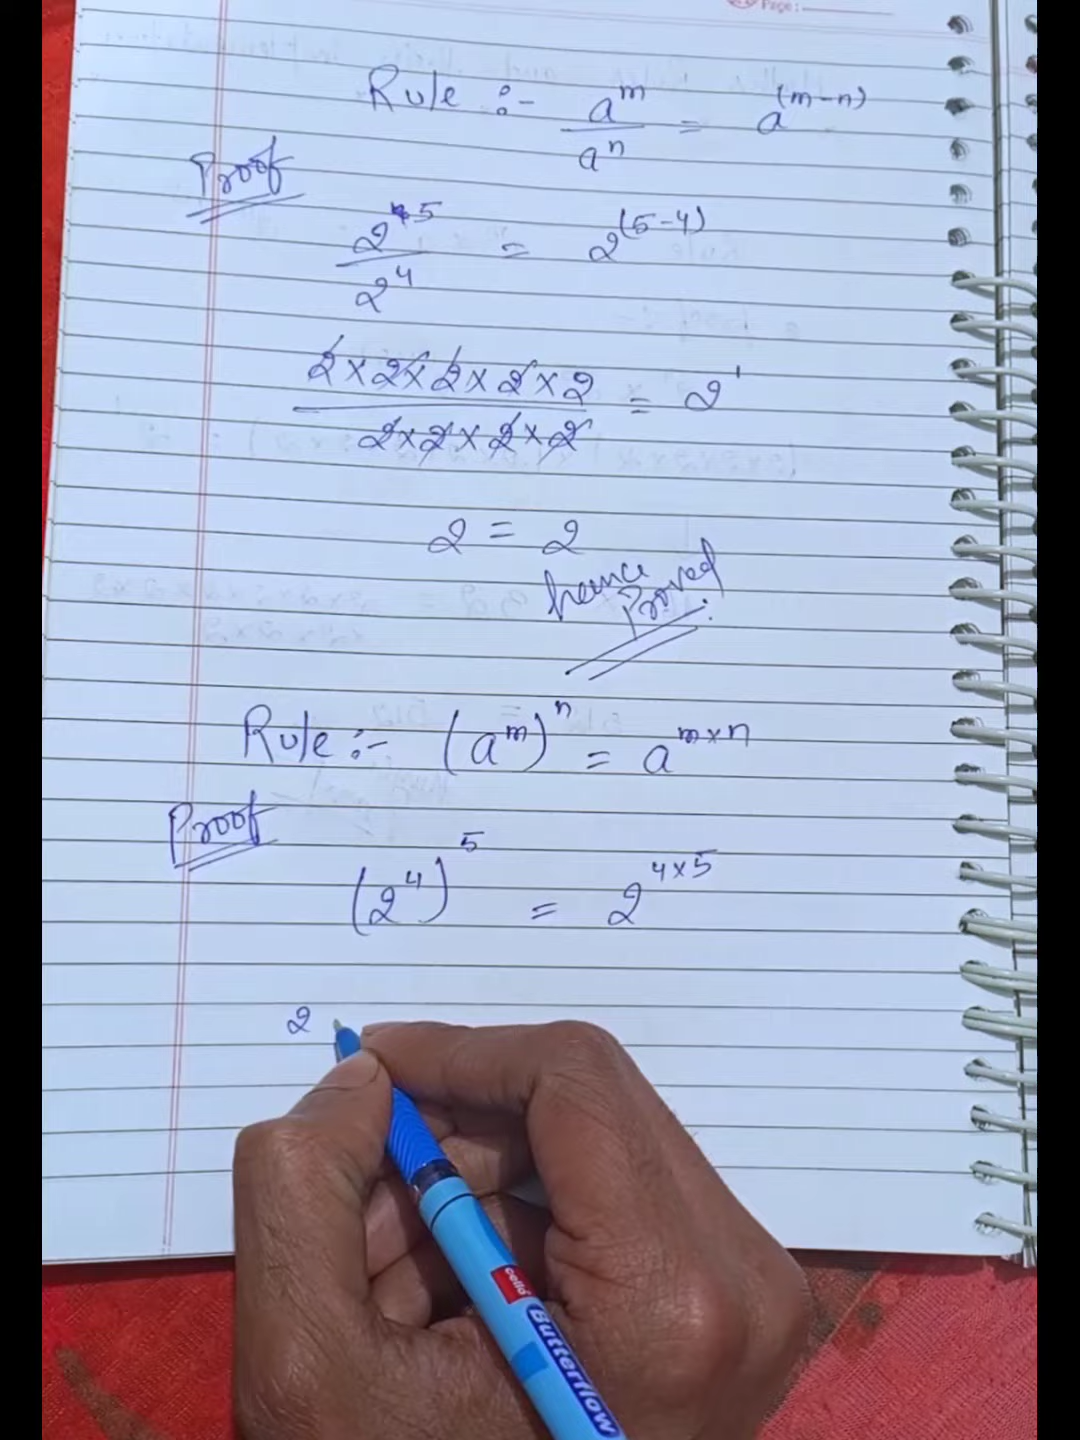 Page:
Rule :- a^m / a^n = a^(m-n)
Proof
2^5 / 2^4 = 2^(5-4)
2×2×2×2×2 / 2×2×2×2 = 2^1
2 = 2
hence
Proved.
Rule :- (a^m)^n = a^m×n
Proof
(2^4)^5 = 2^4×5
2
cello
Butterflow